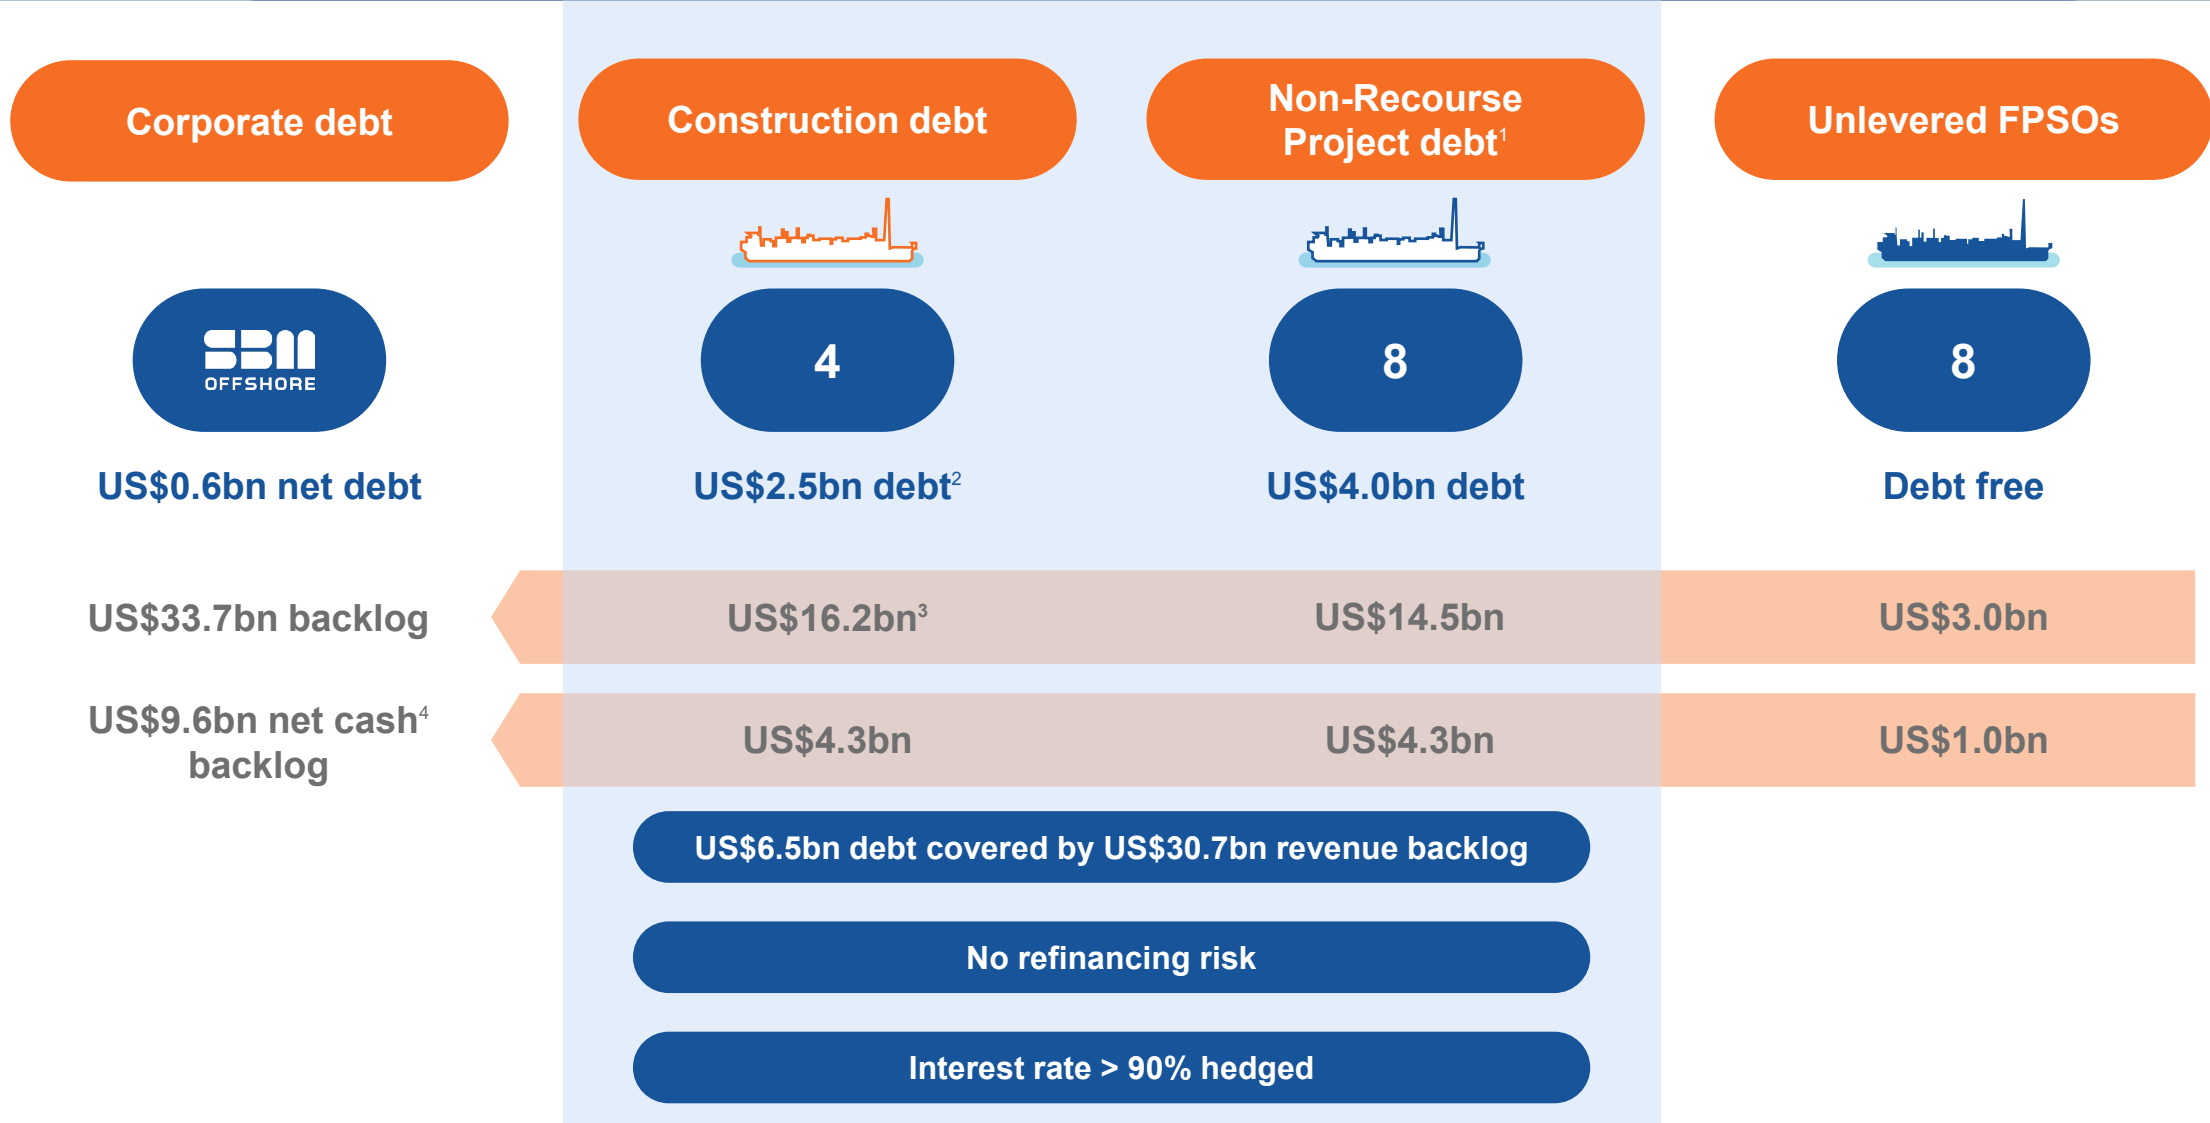 Corporate debt
Construction debt
Non-Recourse
Project debt¹
Unlevered FPSOs
SBM
OFFSHORE
4
8
8
US$0.6bn net debt
US$2.5bn debt²
US$4.0bn debt
Debt free
US$33.7bn backlog
US$16.2bn³
US$14.5bn
US$3.0bn
US$9.6bn net cash⁴
backlog
US$4.3bn
US$4.3bn
US$1.0bn
US$6.5bn debt covered by US$30.7bn revenue backlog
No refinancing risk
Interest rate > 90% hedged